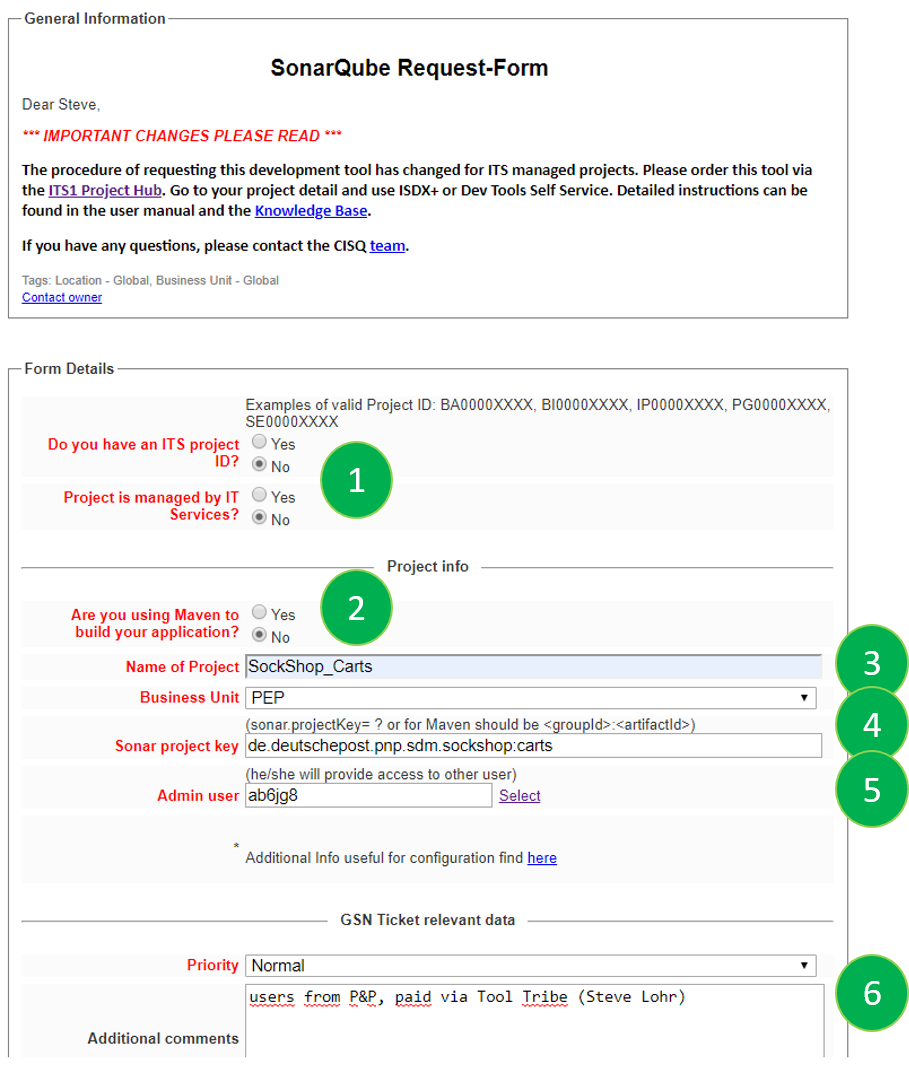 General Information
SonarQube Request-Form
Dear Steve,
*** IMPORTANT CHANGES PLEASE READ ***
The procedure of requesting this development tool has changed for ITS managed projects. Please order this tool via
the ITS1 Project Hub. Go to your project detail and use ISDX+ or Dev Tools Self Service. Detailed instructions can be
found in the user manual and the Knowledge Base.
If you have any questions, please contact the CISQ team.
Tags: Location - Global, Business Unit - Global
Contact owner
Form Details
Examples of valid Project ID: BA0000XXXX, BI0000XXXX, IP0000XXXX, PG0000XXXX,
SE0000XXXX
Do you have an ITS project
ID?
Yes
No
1
Project is managed by IT
Services?
Yes
No
Project info
2
Are you using Maven to
build your application?
Yes
No
Name of Project
SockShop_Carts
3
Business Unit
PEP
(sonar.projectKey= ? or for Maven should be <groupId>:<artifactId>)
4
Sonar project key
de.deutschepost.pnp.sdm.sockshop:carts
(he/she will provide access to other user)
5
Admin user
ab6jg8
Select
*
Additional Info useful for configuration find here
GSN Ticket relevant data
Priority
Normal
6
users from P&P, paid via Tool Tribe (Steve Lohr)
Additional comments